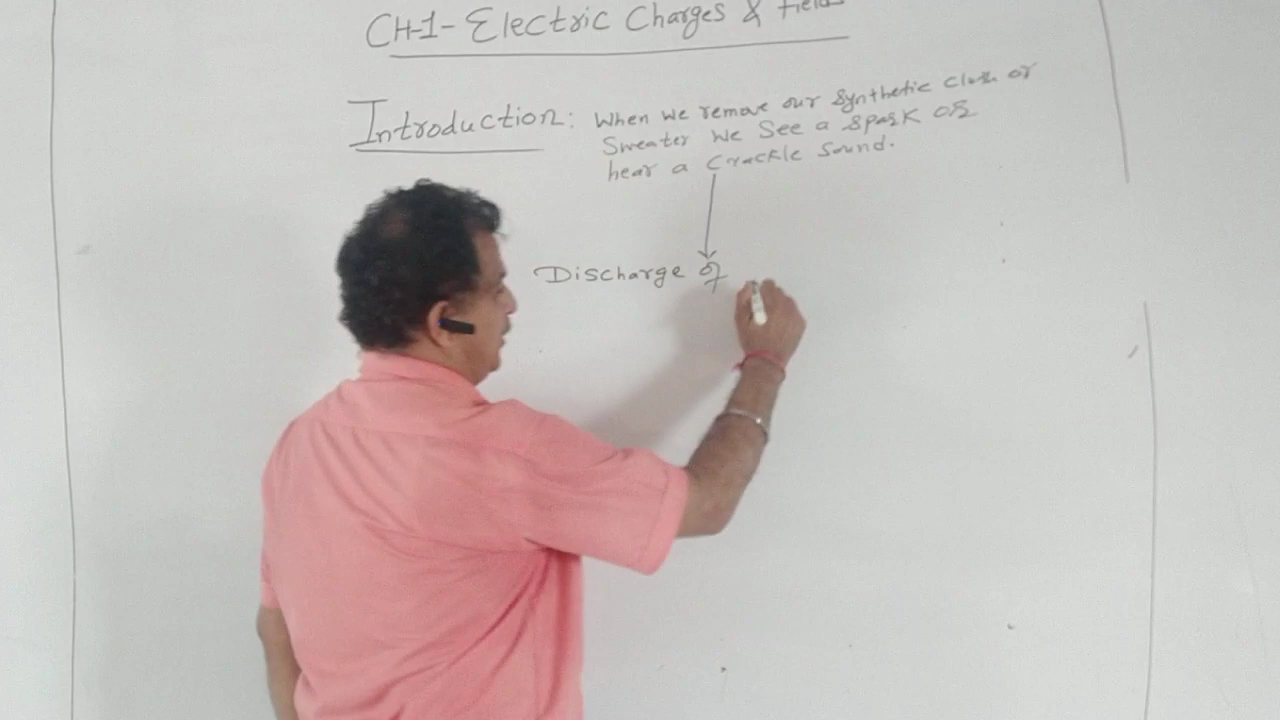 CH-1- Electric Charges & Field
Introduction: When we remove our synthetic cloth or
Sweater we see a spark or
hear a crackle sound.
Discharge of